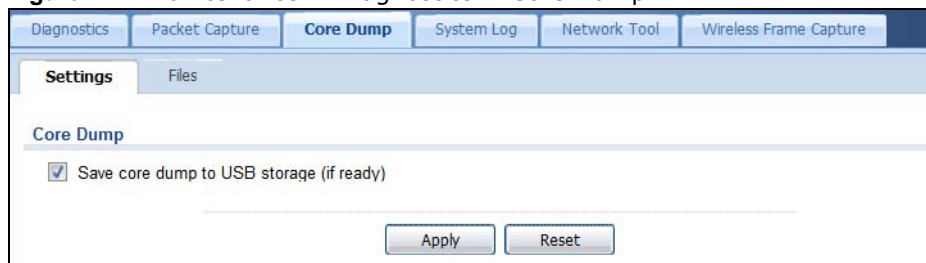 Diagnostics Packet Capture Core Dump System Log Network Tool Wireless Frame Capture
Settings Files
Core Dump
Save core dump to USB storage (if ready)
Apply Reset